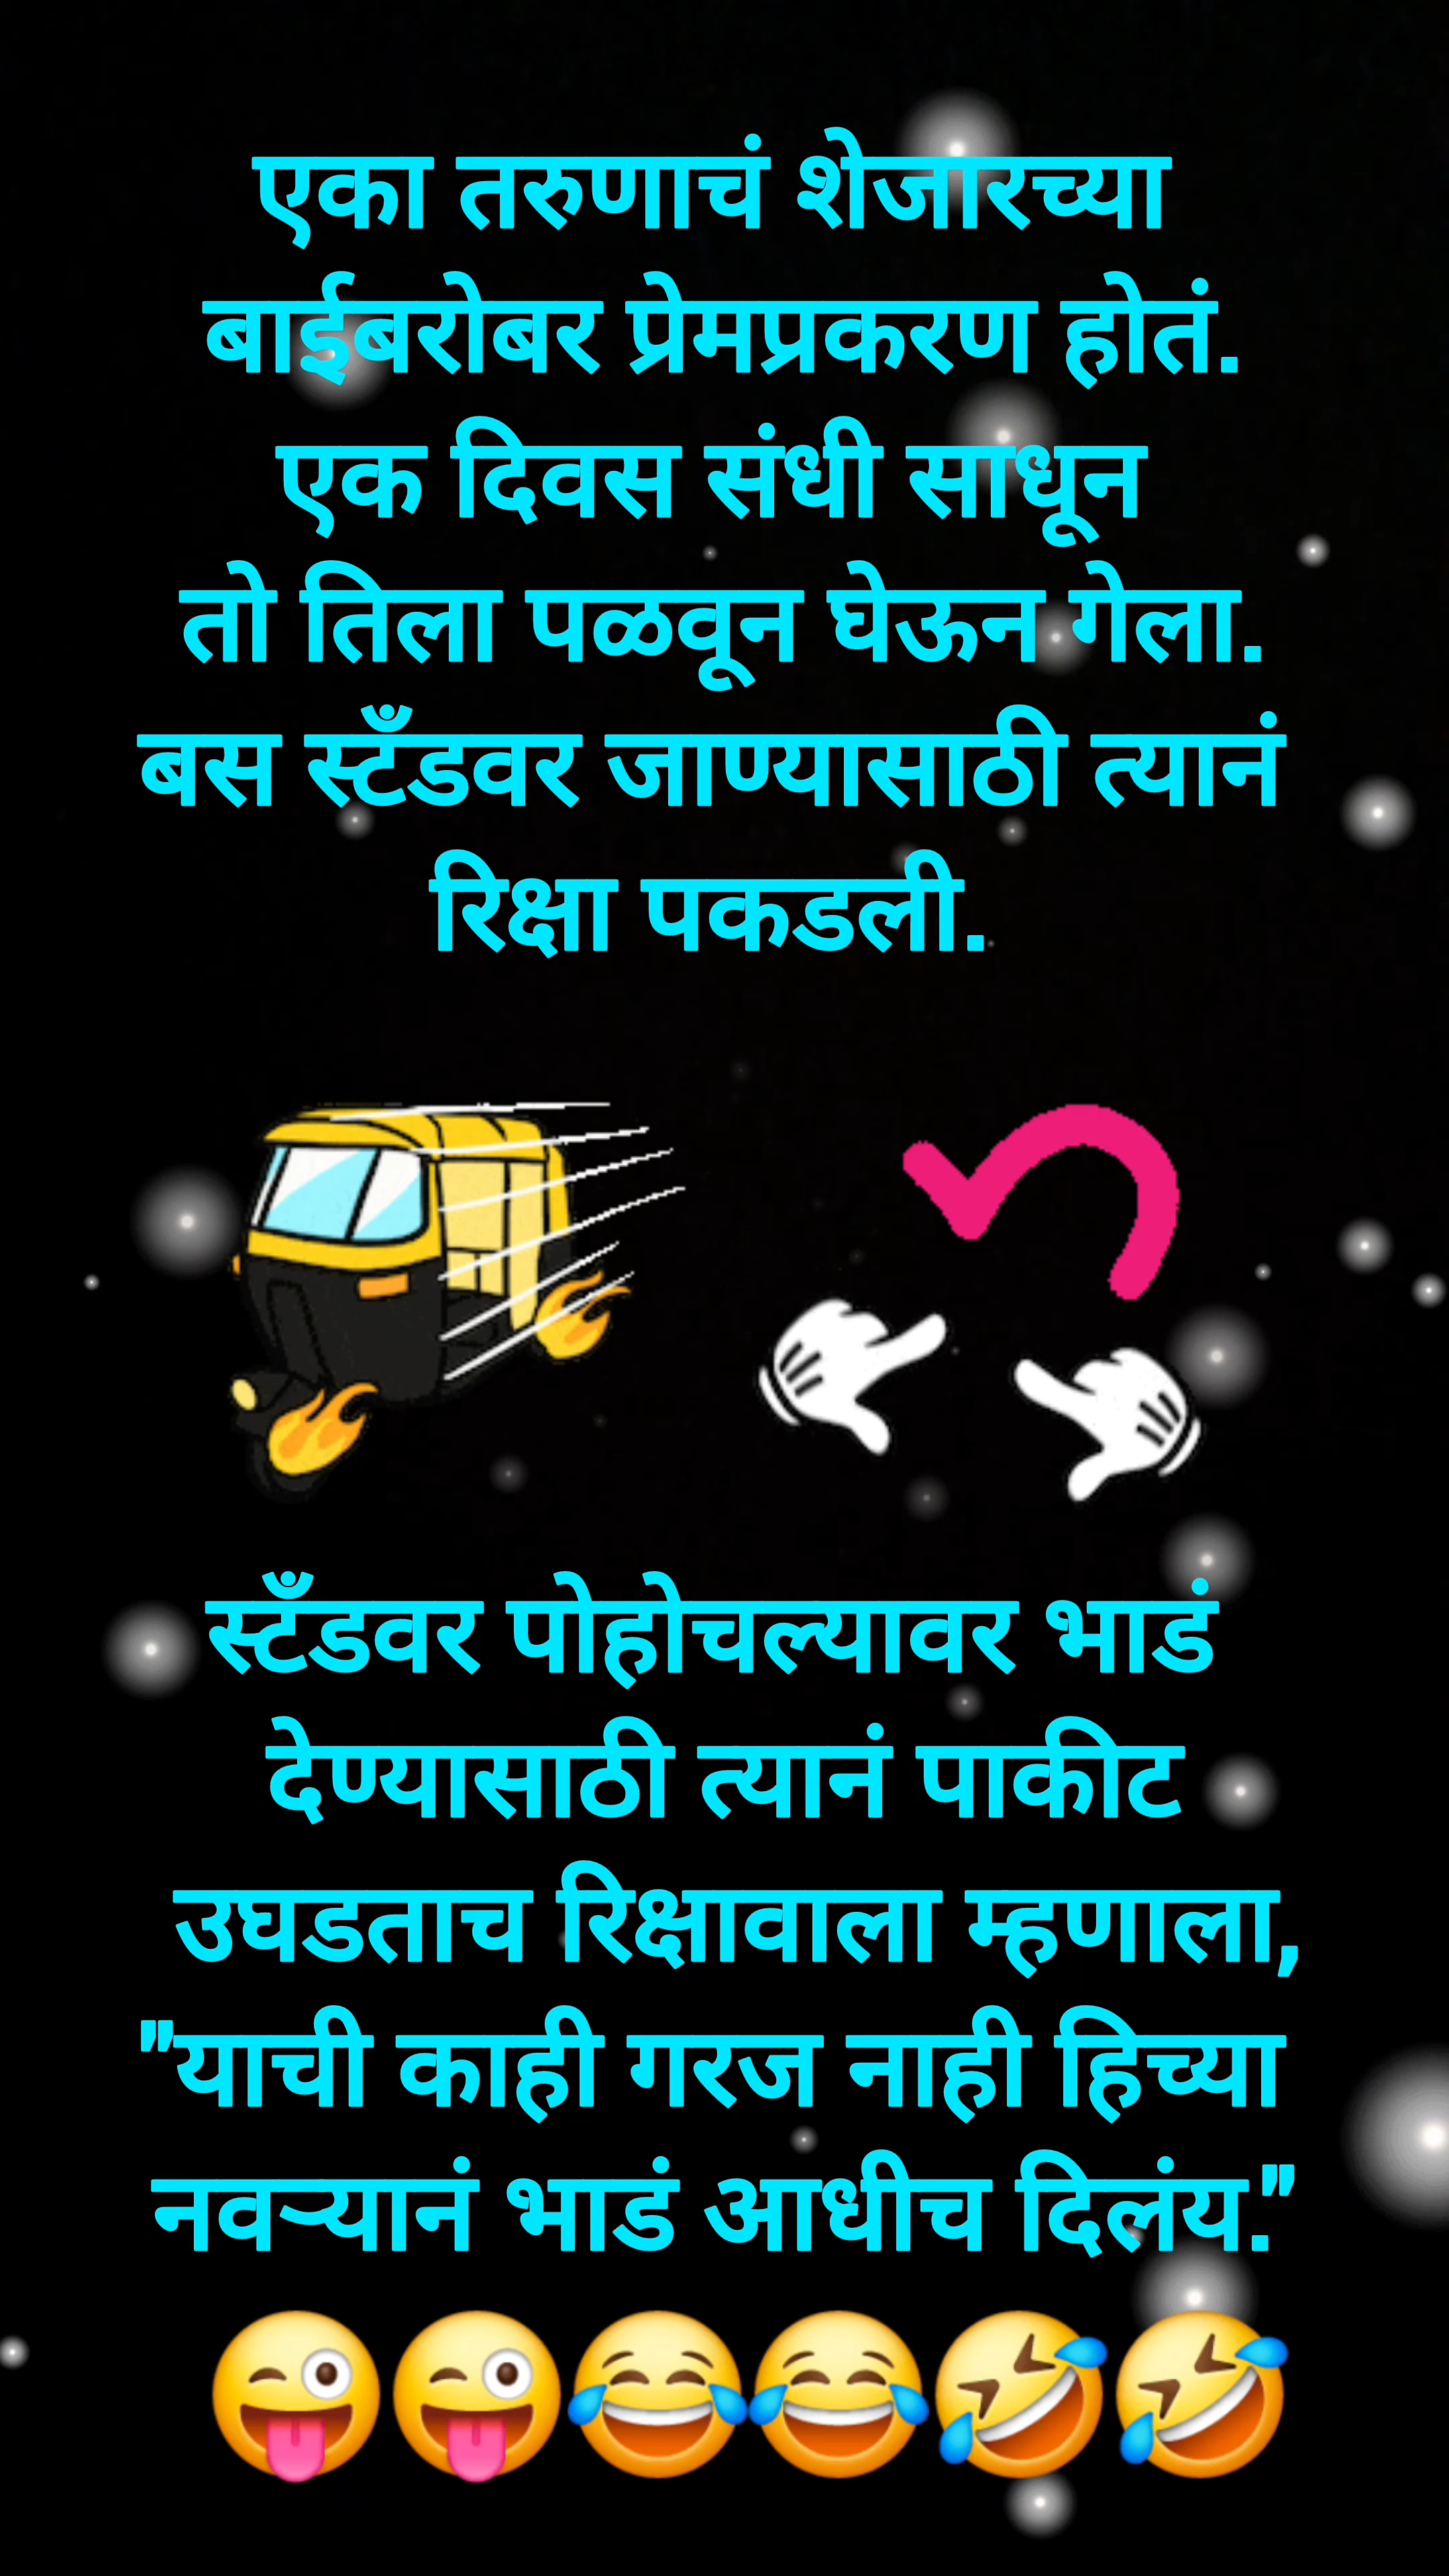 एका तरुणाचं शेजारच्या
बाईबरोबर प्रेमप्रकरण होतं.
एक दिवस संधी साधून
तो तिला पळवून घेऊन गेला.
बस स्टँडवर जाण्यासाठी त्यानं
रिक्षा पकडली.
स्टँडवर पोहोचल्यावर भाडं
देण्यासाठी त्यानं पाकीट
उघडताच रिक्षावाला म्हणाला,
"याची काही गरज नाही हिच्या
नवऱ्यानं भाडं आधीच दिलंय."
😜😜😂😂🤣🤣